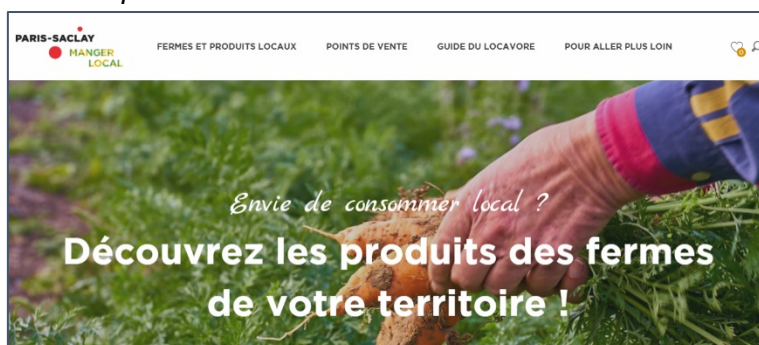 PARIS-SACLAY
MANGER
LOCAL
FERMES ET PRODUITS LOCAUX
POINTS DE VENTE
GUIDE DU LOCAVORE
POUR ALLER PLUS LOIN
0
Envie de consommer local ?
Découvrez les produits des fermes
de votre territoire !